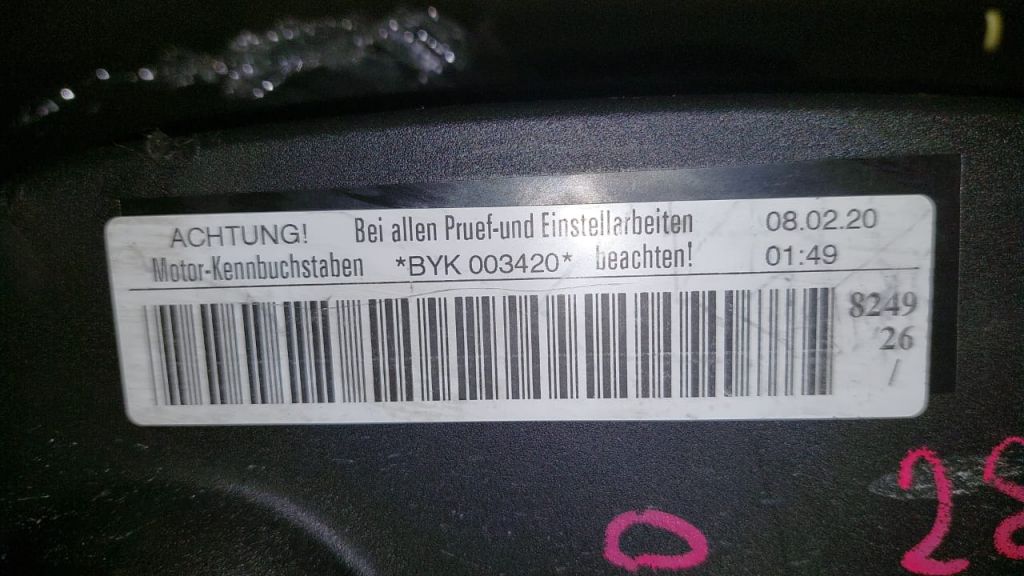 ACHTUNG! Bei allen Pruef-und Einstellarbeiten 08.02.20
Motor-Kennbuchstaben *BYK 003420* beachten! 01:49
8249
26
/
0 28